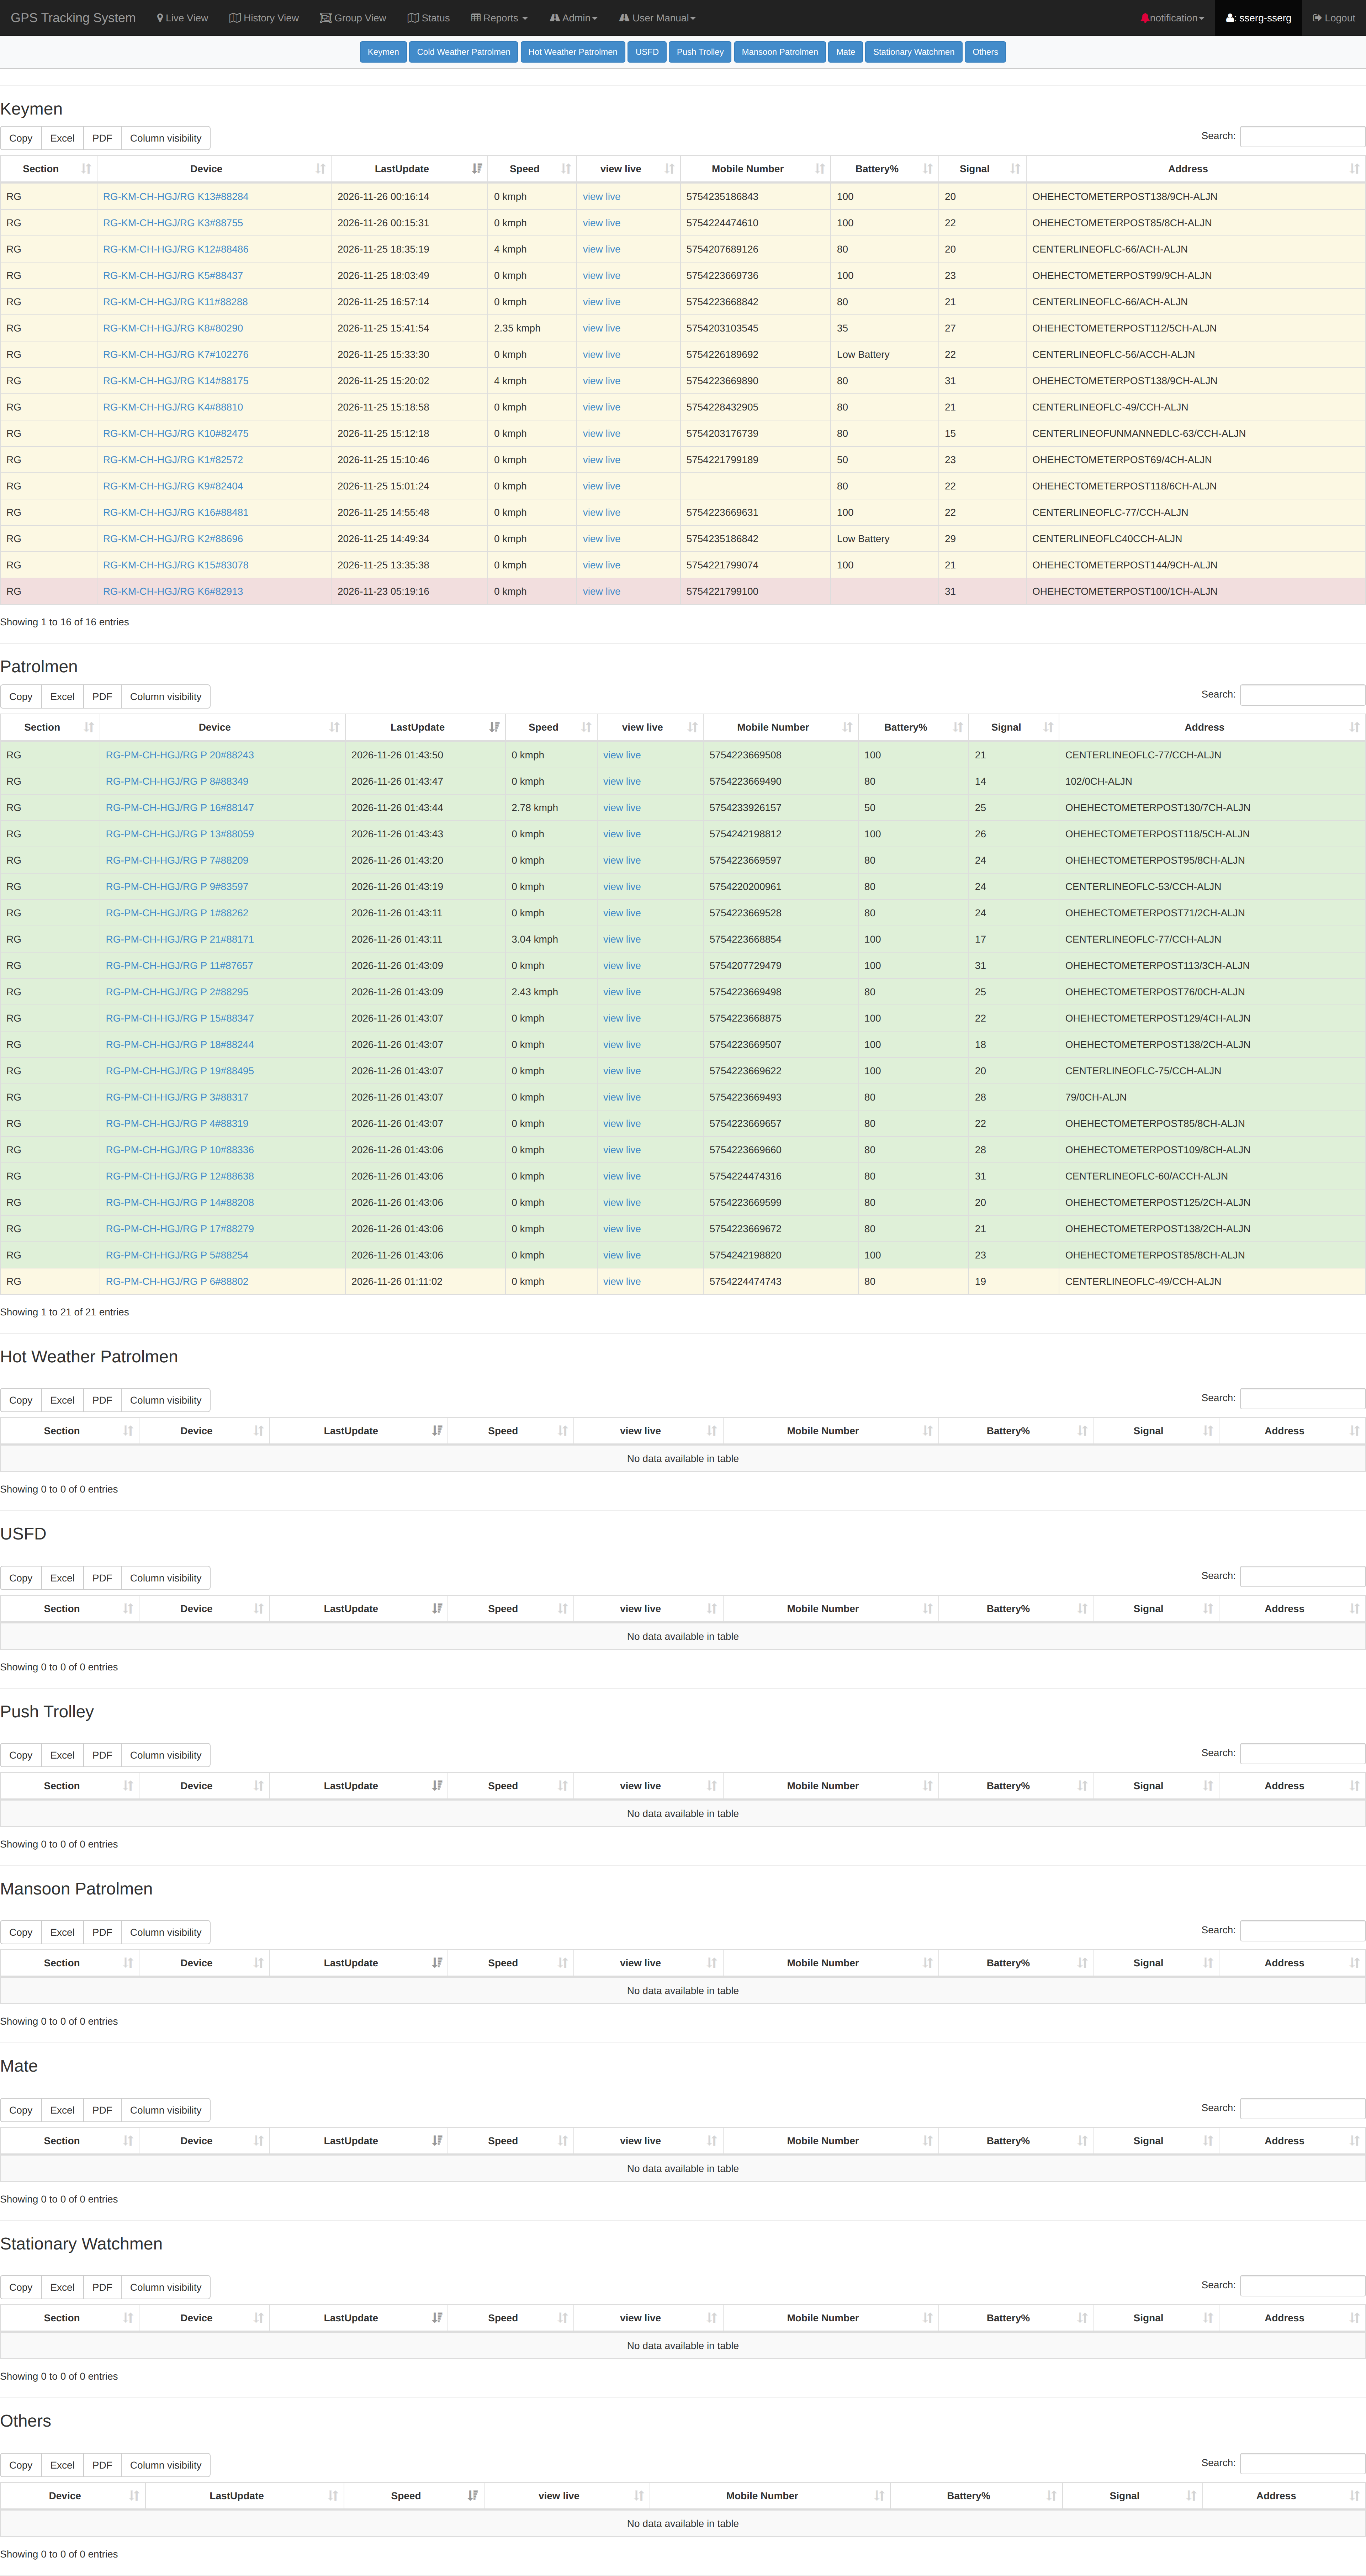 GPS Tracking System Live View History View Group View Status Reports Admin User Manual notification : sserg-sserg Logout
Keymen Cold Weather Patrolmen Hot Weather Patrolmen USFD Push Trolley Mansoon Patrolmen Mate Stationary Watchmen Others
Keymen
Copy Excel PDF Column visibility Search:
Section Device LastUpdate Speed view live Mobile Number Battery% Signal Address
RG RG-KM-CH-HGJ/RG K13#88284 2026-11-26 00:16:14 0 kmph view live 5754235186843 100 20 OHEHECTOMETERPOST138/9CH-ALJN
RG RG-KM-CH-HGJ/RG K3#88755 2026-11-26 00:15:31 0 kmph view live 5754224474610 100 22 OHEHECTOMETERPOST85/8CH-ALJN
RG RG-KM-CH-HGJ/RG K12#88486 2026-11-25 18:35:19 4 kmph view live 5754207689126 80 20 CENTERLINEOFLC-66/ACH-ALJN
RG RG-KM-CH-HGJ/RG K5#88437 2026-11-25 18:03:49 0 kmph view live 5754223669736 100 23 OHEHECTOMETERPOST99/9CH-ALJN
RG RG-KM-CH-HGJ/RG K11#88288 2026-11-25 16:57:14 0 kmph view live 5754223668842 80 21 CENTERLINEOFLC-66/ACH-ALJN
RG RG-KM-CH-HGJ/RG K8#80290 2026-11-25 15:41:54 2.35 kmph view live 5754203103545 35 27 OHEHECTOMETERPOST112/5CH-ALJN
RG RG-KM-CH-HGJ/RG K7#102276 2026-11-25 15:33:30 0 kmph view live 5754226189692 Low Battery 22 CENTERLINEOFLC-56/ACCH-ALJN
RG RG-KM-CH-HGJ/RG K14#88175 2026-11-25 15:20:02 4 kmph view live 5754223669890 80 31 OHEHECTOMETERPOST138/9CH-ALJN
RG RG-KM-CH-HGJ/RG K4#88810 2026-11-25 15:18:58 0 kmph view live 5754228432905 80 21 CENTERLINEOFLC-49/CCH-ALJN
RG RG-KM-CH-HGJ/RG K10#82475 2026-11-25 15:12:18 0 kmph view live 5754203176739 80 15 CENTERLINEOFUNMANNEDLC-63/CCH-ALJN
RG RG-KM-CH-HGJ/RG K1#82572 2026-11-25 15:10:46 0 kmph view live 5754221799189 50 23 OHEHECTOMETERPOST69/4CH-ALJN
RG RG-KM-CH-HGJ/RG K9#82404 2026-11-25 15:01:24 0 kmph view live 80 22 OHEHECTOMETERPOST118/6CH-ALJN
RG RG-KM-CH-HGJ/RG K16#88481 2026-11-25 14:55:48 0 kmph view live 5754223669631 100 22 CENTERLINEOFLC-77/CCH-ALJN
RG RG-KM-CH-HGJ/RG K2#88696 2026-11-25 14:49:34 0 kmph view live 5754235186842 Low Battery 29 CENTERLINEOFLC40CCH-ALJN
RG RG-KM-CH-HGJ/RG K15#83078 2026-11-25 13:35:38 0 kmph view live 5754221799074 100 21 OHEHECTOMETERPOST144/9CH-ALJN
RG RG-KM-CH-HGJ/RG K6#82913 2026-11-23 05:19:16 0 kmph view live 5754221799100 31 OHEHECTOMETERPOST100/1CH-ALJN
Showing 1 to 16 of 16 entries
Patrolmen
Copy Excel PDF Column visibility Search:
Section Device LastUpdate Speed view live Mobile Number Battery% Signal Address
RG RG-PM-CH-HGJ/RG P 20#88243 2026-11-26 01:43:50 0 kmph view live 5754223669508 100 21 CENTERLINEOFLC-77/CCH-ALJN
RG RG-PM-CH-HGJ/RG P 8#88349 2026-11-26 01:43:47 0 kmph view live 5754223669490 80 14 102/0CH-ALJN
RG RG-PM-CH-HGJ/RG P 16#88147 2026-11-26 01:43:44 2.78 kmph view live 5754233926157 50 25 OHEHECTOMETERPOST130/7CH-ALJN
RG RG-PM-CH-HGJ/RG P 13#88059 2026-11-26 01:43:43 0 kmph view live 5754242198812 100 26 OHEHECTOMETERPOST118/5CH-ALJN
RG RG-PM-CH-HGJ/RG P 7#88209 2026-11-26 01:43:20 0 kmph view live 5754223669597 80 24 OHEHECTOMETERPOST95/8CH-ALJN
RG RG-PM-CH-HGJ/RG P 9#83597 2026-11-26 01:43:19 0 kmph view live 5754220200961 80 24 CENTERLINEOFLC-53/CCH-ALJN
RG RG-PM-CH-HGJ/RG P 1#88262 2026-11-26 01:43:11 0 kmph view live 5754223669528 80 24 OHEHECTOMETERPOST71/2CH-ALJN
RG RG-PM-CH-HGJ/RG P 21#88171 2026-11-26 01:43:11 3.04 kmph view live 5754223668854 100 17 CENTERLINEOFLC-77/CCH-ALJN
RG RG-PM-CH-HGJ/RG P 11#87657 2026-11-26 01:43:09 0 kmph view live 5754207729479 100 31 OHEHECTOMETERPOST113/3CH-ALJN
RG RG-PM-CH-HGJ/RG P 2#88295 2026-11-26 01:43:09 2.43 kmph view live 5754223669498 80 25 OHEHECTOMETERPOST76/0CH-ALJN
RG RG-PM-CH-HGJ/RG P 15#88347 2026-11-26 01:43:07 0 kmph view live 5754223668875 100 22 OHEHECTOMETERPOST129/4CH-ALJN
RG RG-PM-CH-HGJ/RG P 18#88244 2026-11-26 01:43:07 0 kmph view live 5754223669507 100 18 OHEHECTOMETERPOST138/2CH-ALJN
RG RG-PM-CH-HGJ/RG P 19#88495 2026-11-26 01:43:07 0 kmph view live 5754223669622 100 20 CENTERLINEOFLC-75/CCH-ALJN
RG RG-PM-CH-HGJ/RG P 3#88317 2026-11-26 01:43:07 0 kmph view live 5754223669493 80 28 79/0CH-ALJN
RG RG-PM-CH-HGJ/RG P 4#88319 2026-11-26 01:43:07 0 kmph view live 5754223669657 80 22 OHEHECTOMETERPOST85/8CH-ALJN
RG RG-PM-CH-HGJ/RG P 10#88336 2026-11-26 01:43:06 0 kmph view live 5754223669660 80 28 OHEHECTOMETERPOST109/8CH-ALJN
RG RG-PM-CH-HGJ/RG P 12#88638 2026-11-26 01:43:06 0 kmph view live 5754224474316 80 31 CENTERLINEOFLC-60/ACCH-ALJN
RG RG-PM-CH-HGJ/RG P 14#88208 2026-11-26 01:43:06 0 kmph view live 5754223669599 80 20 OHEHECTOMETERPOST125/2CH-ALJN
RG RG-PM-CH-HGJ/RG P 17#88279 2026-11-26 01:43:06 0 kmph view live 5754223669672 80 21 OHEHECTOMETERPOST138/2CH-ALJN
RG RG-PM-CH-HGJ/RG P 5#88254 2026-11-26 01:43:06 0 kmph view live 5754242198820 100 23 OHEHECTOMETERPOST85/8CH-ALJN
RG RG-PM-CH-HGJ/RG P 6#88802 2026-11-26 01:11:02 0 kmph view live 5754224474743 80 19 CENTERLINEOFLC-49/CCH-ALJN
Showing 1 to 21 of 21 entries
Hot Weather Patrolmen
Copy Excel PDF Column visibility Search:
Section Device LastUpdate Speed view live Mobile Number Battery% Signal Address
No data available in table
Showing 0 to 0 of 0 entries
USFD
Copy Excel PDF Column visibility Search:
Section Device LastUpdate Speed view live Mobile Number Battery% Signal Address
No data available in table
Showing 0 to 0 of 0 entries
Push Trolley
Copy Excel PDF Column visibility Search:
Section Device LastUpdate Speed view live Mobile Number Battery% Signal Address
No data available in table
Showing 0 to 0 of 0 entries
Mansoon Patrolmen
Copy Excel PDF Column visibility Search:
Section Device LastUpdate Speed view live Mobile Number Battery% Signal Address
No data available in table
Showing 0 to 0 of 0 entries
Mate
Copy Excel PDF Column visibility Search:
Section Device LastUpdate Speed view live Mobile Number Battery% Signal Address
No data available in table
Showing 0 to 0 of 0 entries
Stationary Watchmen
Copy Excel PDF Column visibility Search:
Section Device LastUpdate Speed view live Mobile Number Battery% Signal Address
No data available in table
Showing 0 to 0 of 0 entries
Others
Copy Excel PDF Column visibility Search:
Device LastUpdate Speed view live Mobile Number Battery% Signal Address
No data available in table
Showing 0 to 0 of 0 entries